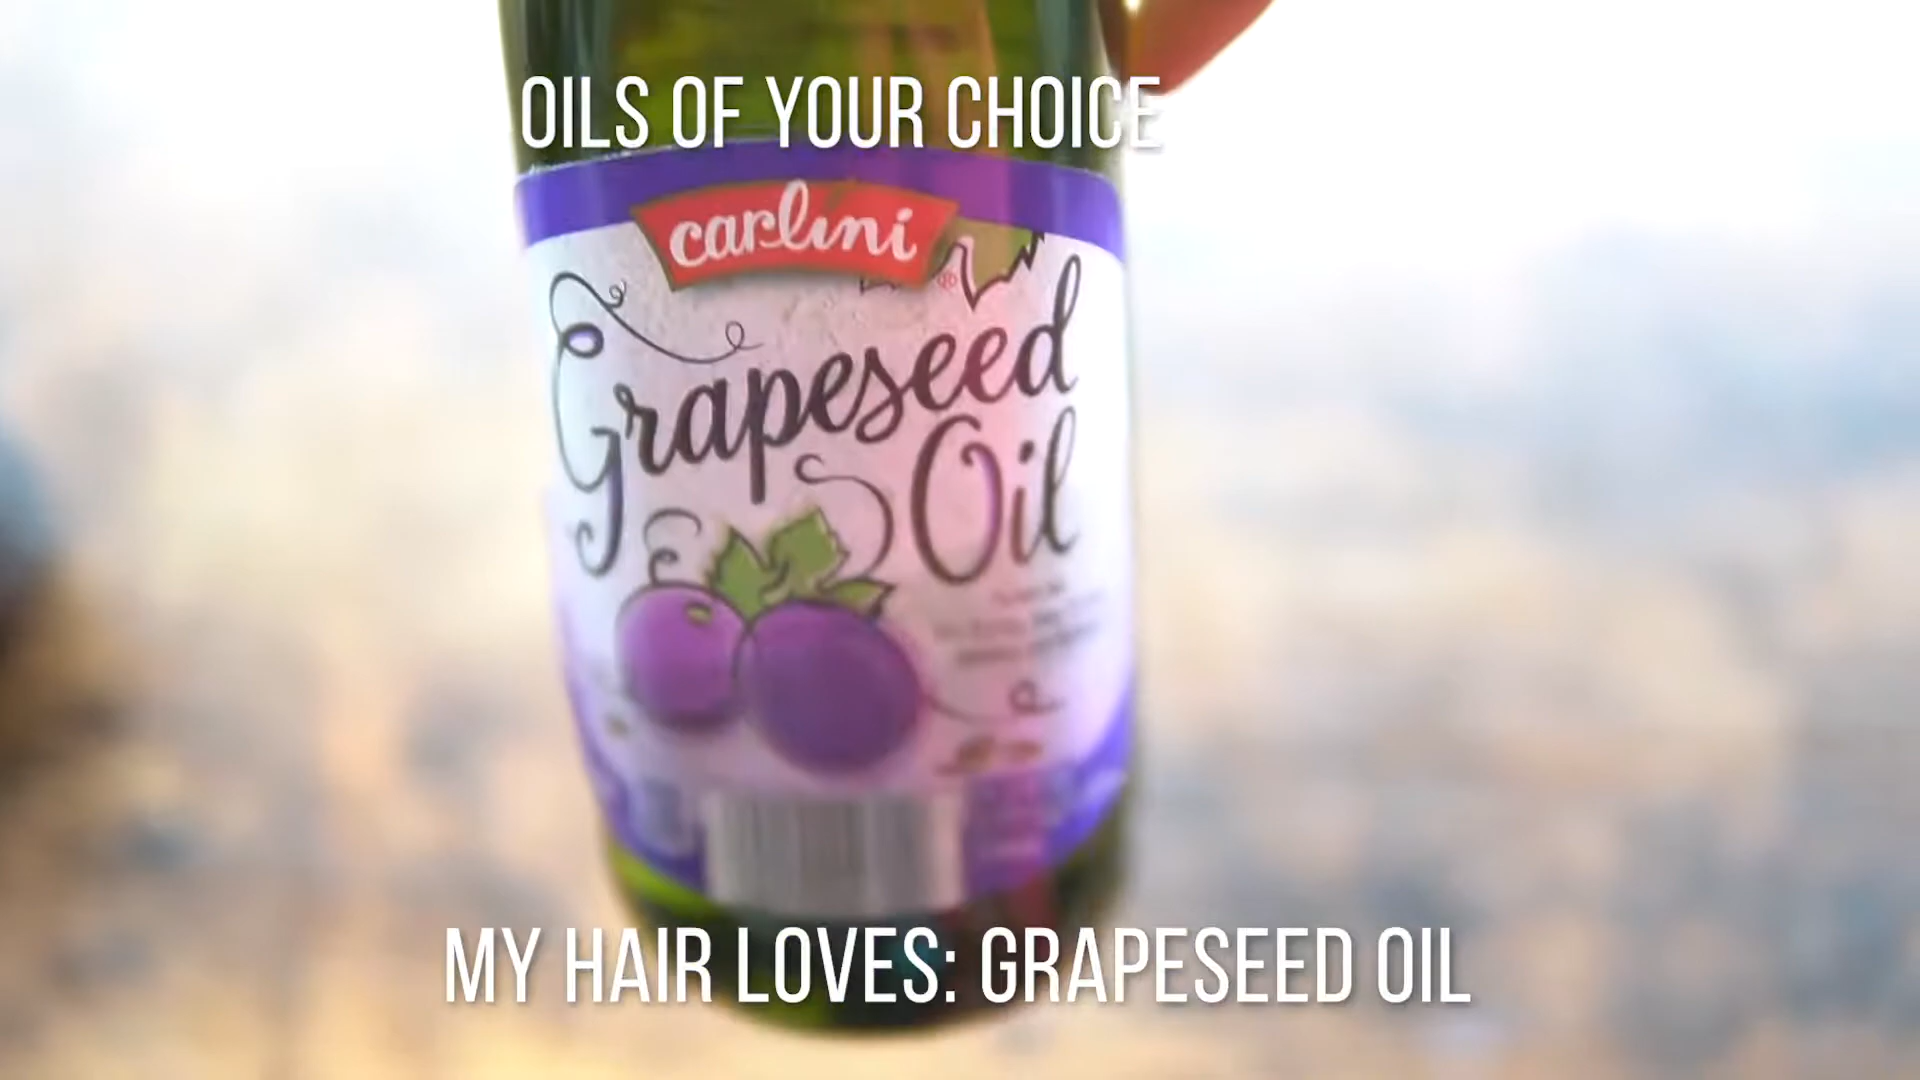 OILS OF YOUR CHOICE
carlini
Grapeseed
Oil
MY HAIR LOVES: GRAPESEED OIL